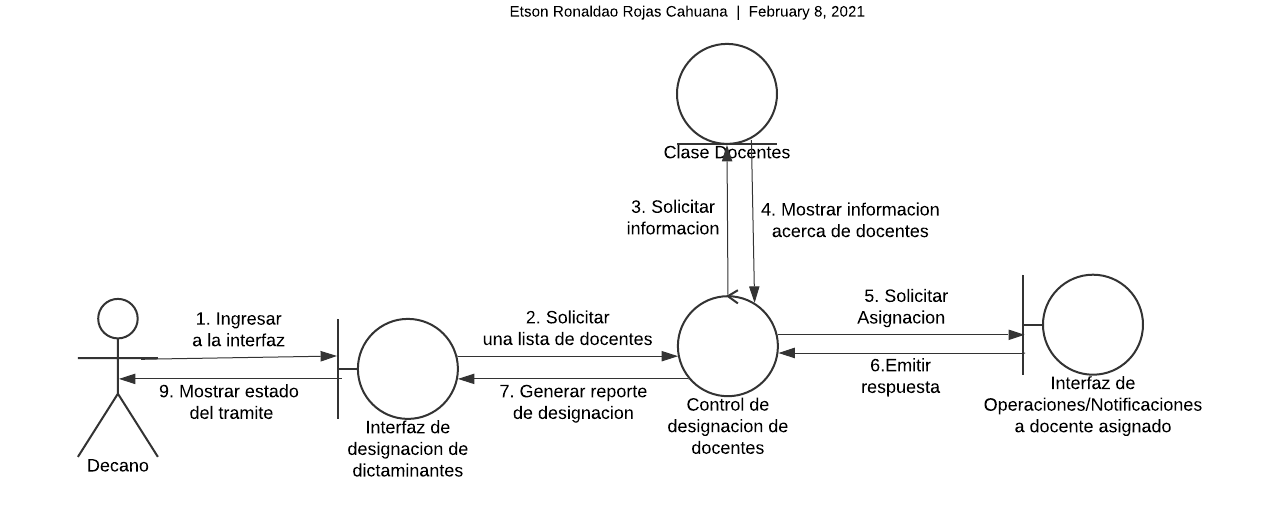 Etson Ronaldao Rojas Cahuana | February 8, 2021
Clase Docentes
3. Solicitar
informacion
4. Mostrar informacion
acerca de docentes
1. Ingresar
a la interfaz
2. Solicitar
una lista de docentes
5. Solicitar
Asignacion
6.Emitir
respuesta
9. Mostrar estado
del tramite
7. Generar reporte
de designacion
Decano
Interfaz de
designacion de
dictaminantes
Control de
designacion de
docentes
Interfaz de
Operaciones/Notificaciones
a docente asignado